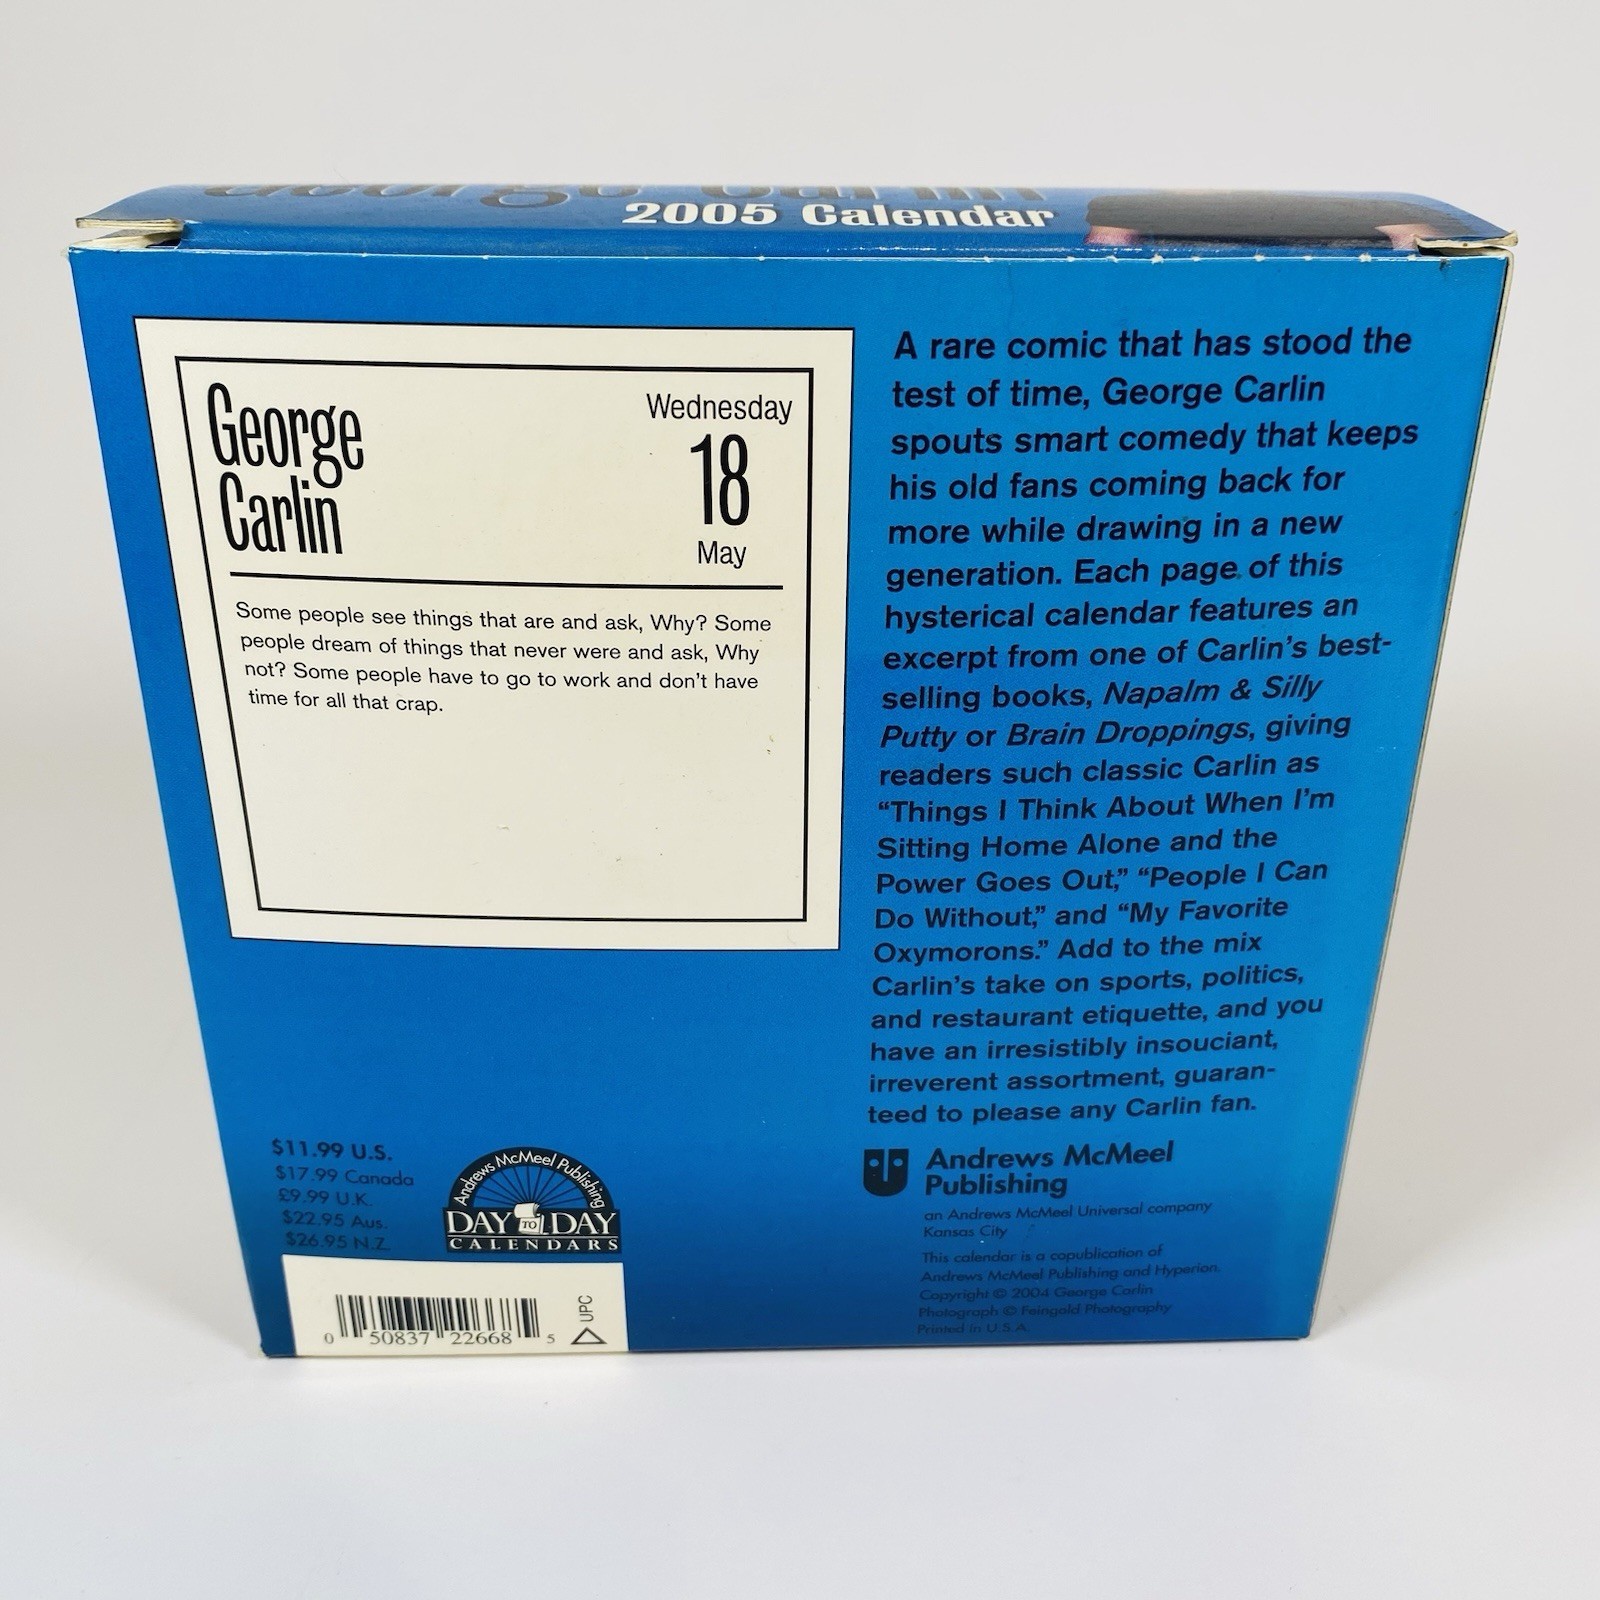 George Carlin
2005 Calendar
George
Carlin
Wednesday
18
May
Some people see things that are and ask, Why? Some
people dream of things that never were and ask, Why
not? Some people have to go to work and don't have
time for all that crap.
A rare comic that has stood the
test of time, George Carlin
spouts smart comedy that keeps
his old fans coming back for
more while drawing in a new
generation. Each page of this
hysterical calendar features an
excerpt from one of Carlin's best-
selling books, Napalm & Silly
Putty or Brain Droppings, giving
readers such classic Carlin as
“Things I Think About When I'm
Sitting Home Alone and the
Power Goes Out,” “People I Can
Do Without,” and “My Favorite
Oxymorons.” Add to the mix
Carlin's take on sports, politics,
and restaurant etiquette, and you
have an irresistibly insouciant,
irreverent assortment, guaran-
teed to please any Carlin fan.
$11.99 U.S.
$17.99 Canada
£9.99 U.K.
$22.95 Aus.
$26.95 N.Z.
Andrews McMeel Publishing
DAY TO DAY
CALENDARS
0 50837 22668 5
UPC
Andrews McMeel
Publishing
an Andrews McMeel Universal company
Kansas City
This calendar is a copublication of
Andrews McMeel Publishing and Hyperion.
Copyright © 2004 George Carlin
Photograph © Feingold Photography
Printed in U.S.A.